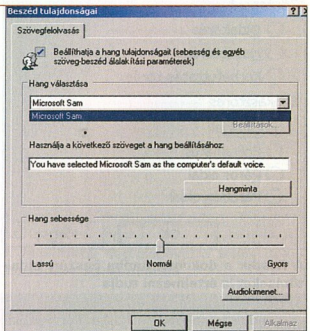 Beszéd tulajdonságai
Szövegfelolvasás
Beállíthatja a hang tulajdonságait (sebesség és egyéb
szöveg-beszéd átalakítási paraméterek)
Hang választása
Microsoft Sam
Microsoft Sam
Beállítások...
Használja a következő szöveget a hang beállításához:
You have selected Microsoft Sam as the computer's default voice.
Hangminta
Hang sebessége
Lassú Normál Gyors
Audiokimenet...
OK Mégse Alkalmaz